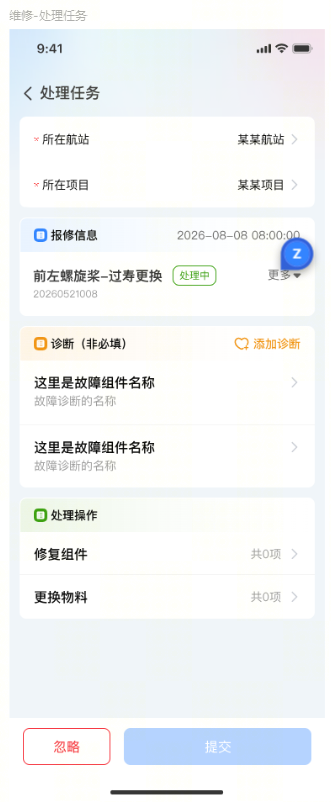 维修-处理任务
9:41
处理任务
* 所在航站 某某航站
* 所在项目 某某项目
报修信息 2026-08-08 08:00:00
Z
前左螺旋桨-过寿更换 处理中 更多
20260521008
诊断（非必填） 添加诊断
这里是故障组件名称
故障诊断的名称
这里是故障组件名称
故障诊断的名称
处理操作
修复组件 共0项
更换物料 共0项
忽略 提交